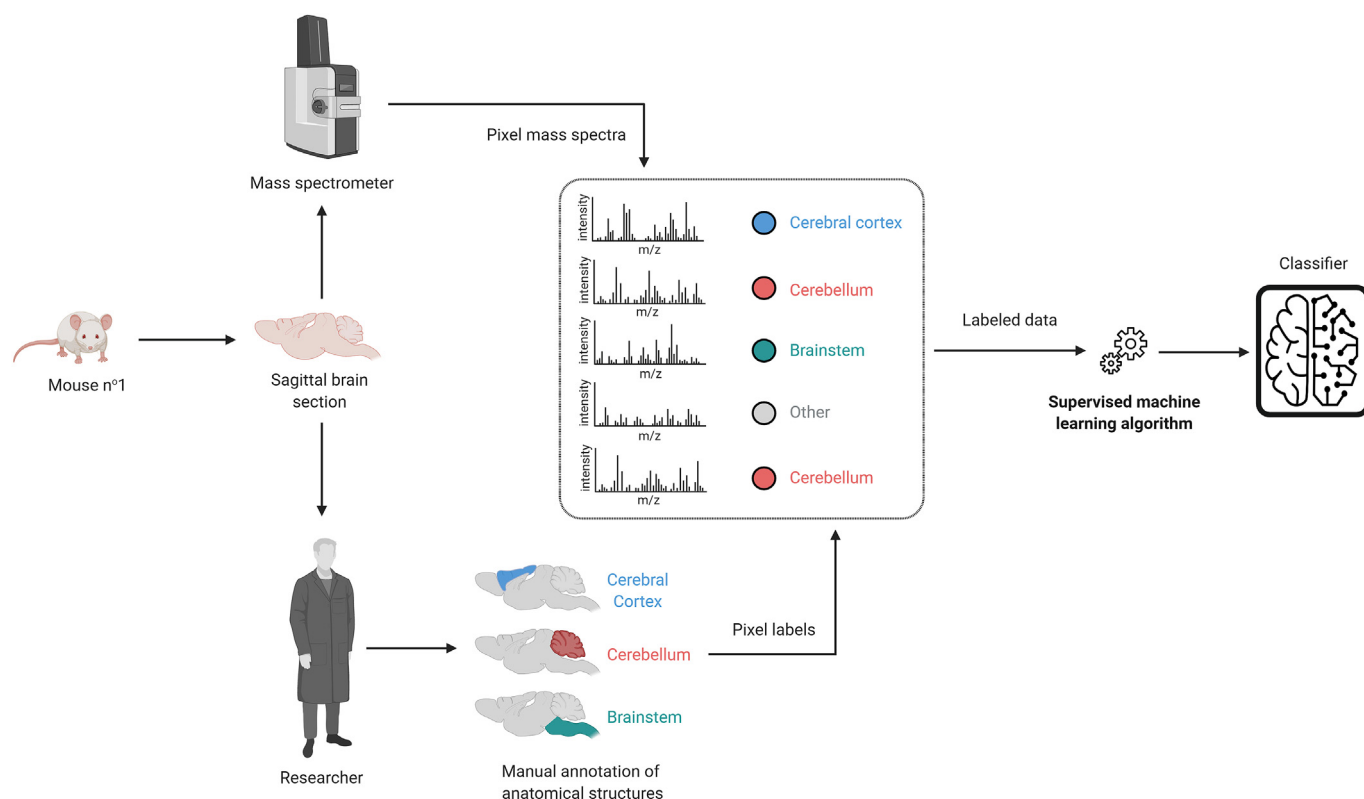 Mass spectrometer
Pixel mass spectra
Mouse nº1
Sagittal brain
section
intensity
m/z
Cerebral cortex
intensity
m/z
Cerebellum
intensity
m/z
Brainstem
intensity
m/z
Other
intensity
m/z
Cerebellum
Labeled data
Supervised machine
learning algorithm
Classifier
Researcher
Cerebral
Cortex
Cerebellum
Brainstem
Manual annotation of
anatomical structures
Pixel labels